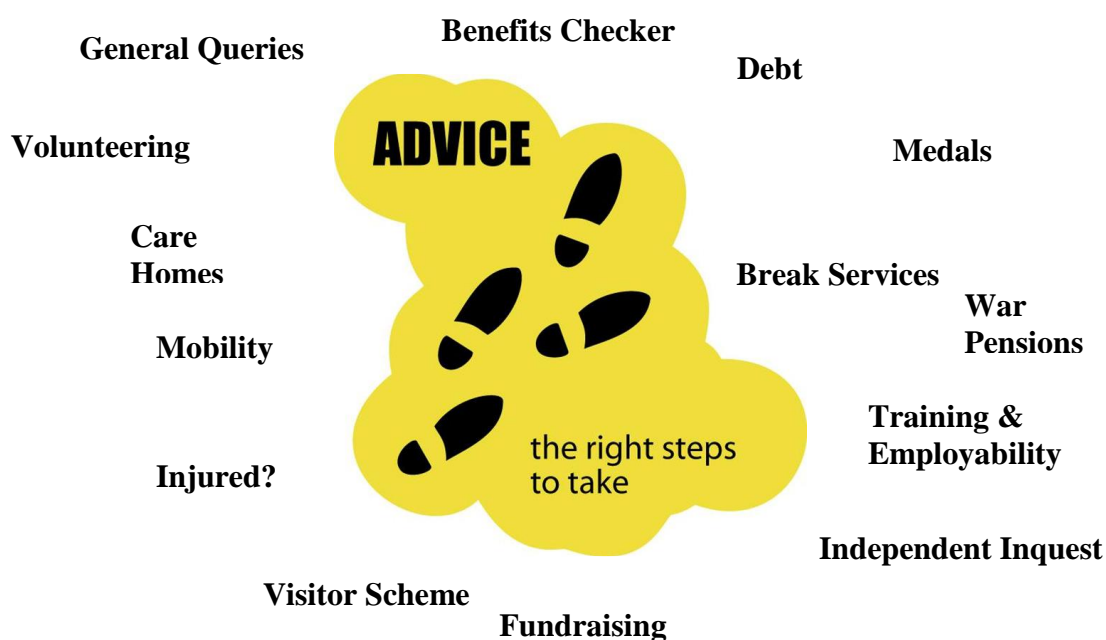 Benefits Checker
General Queries
Debt
ADVICE
Volunteering
Medals
Care
Homes
Break Services
War
Pensions
Mobility
Training &
Employability
the right steps
to take
Injured?
Independent Inquest
Visitor Scheme
Fundraising